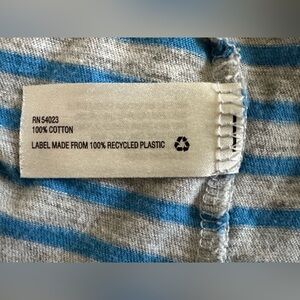 RN 54023
100% COTTON
LABEL MADE FROM 100% RECYCLED PLASTIC